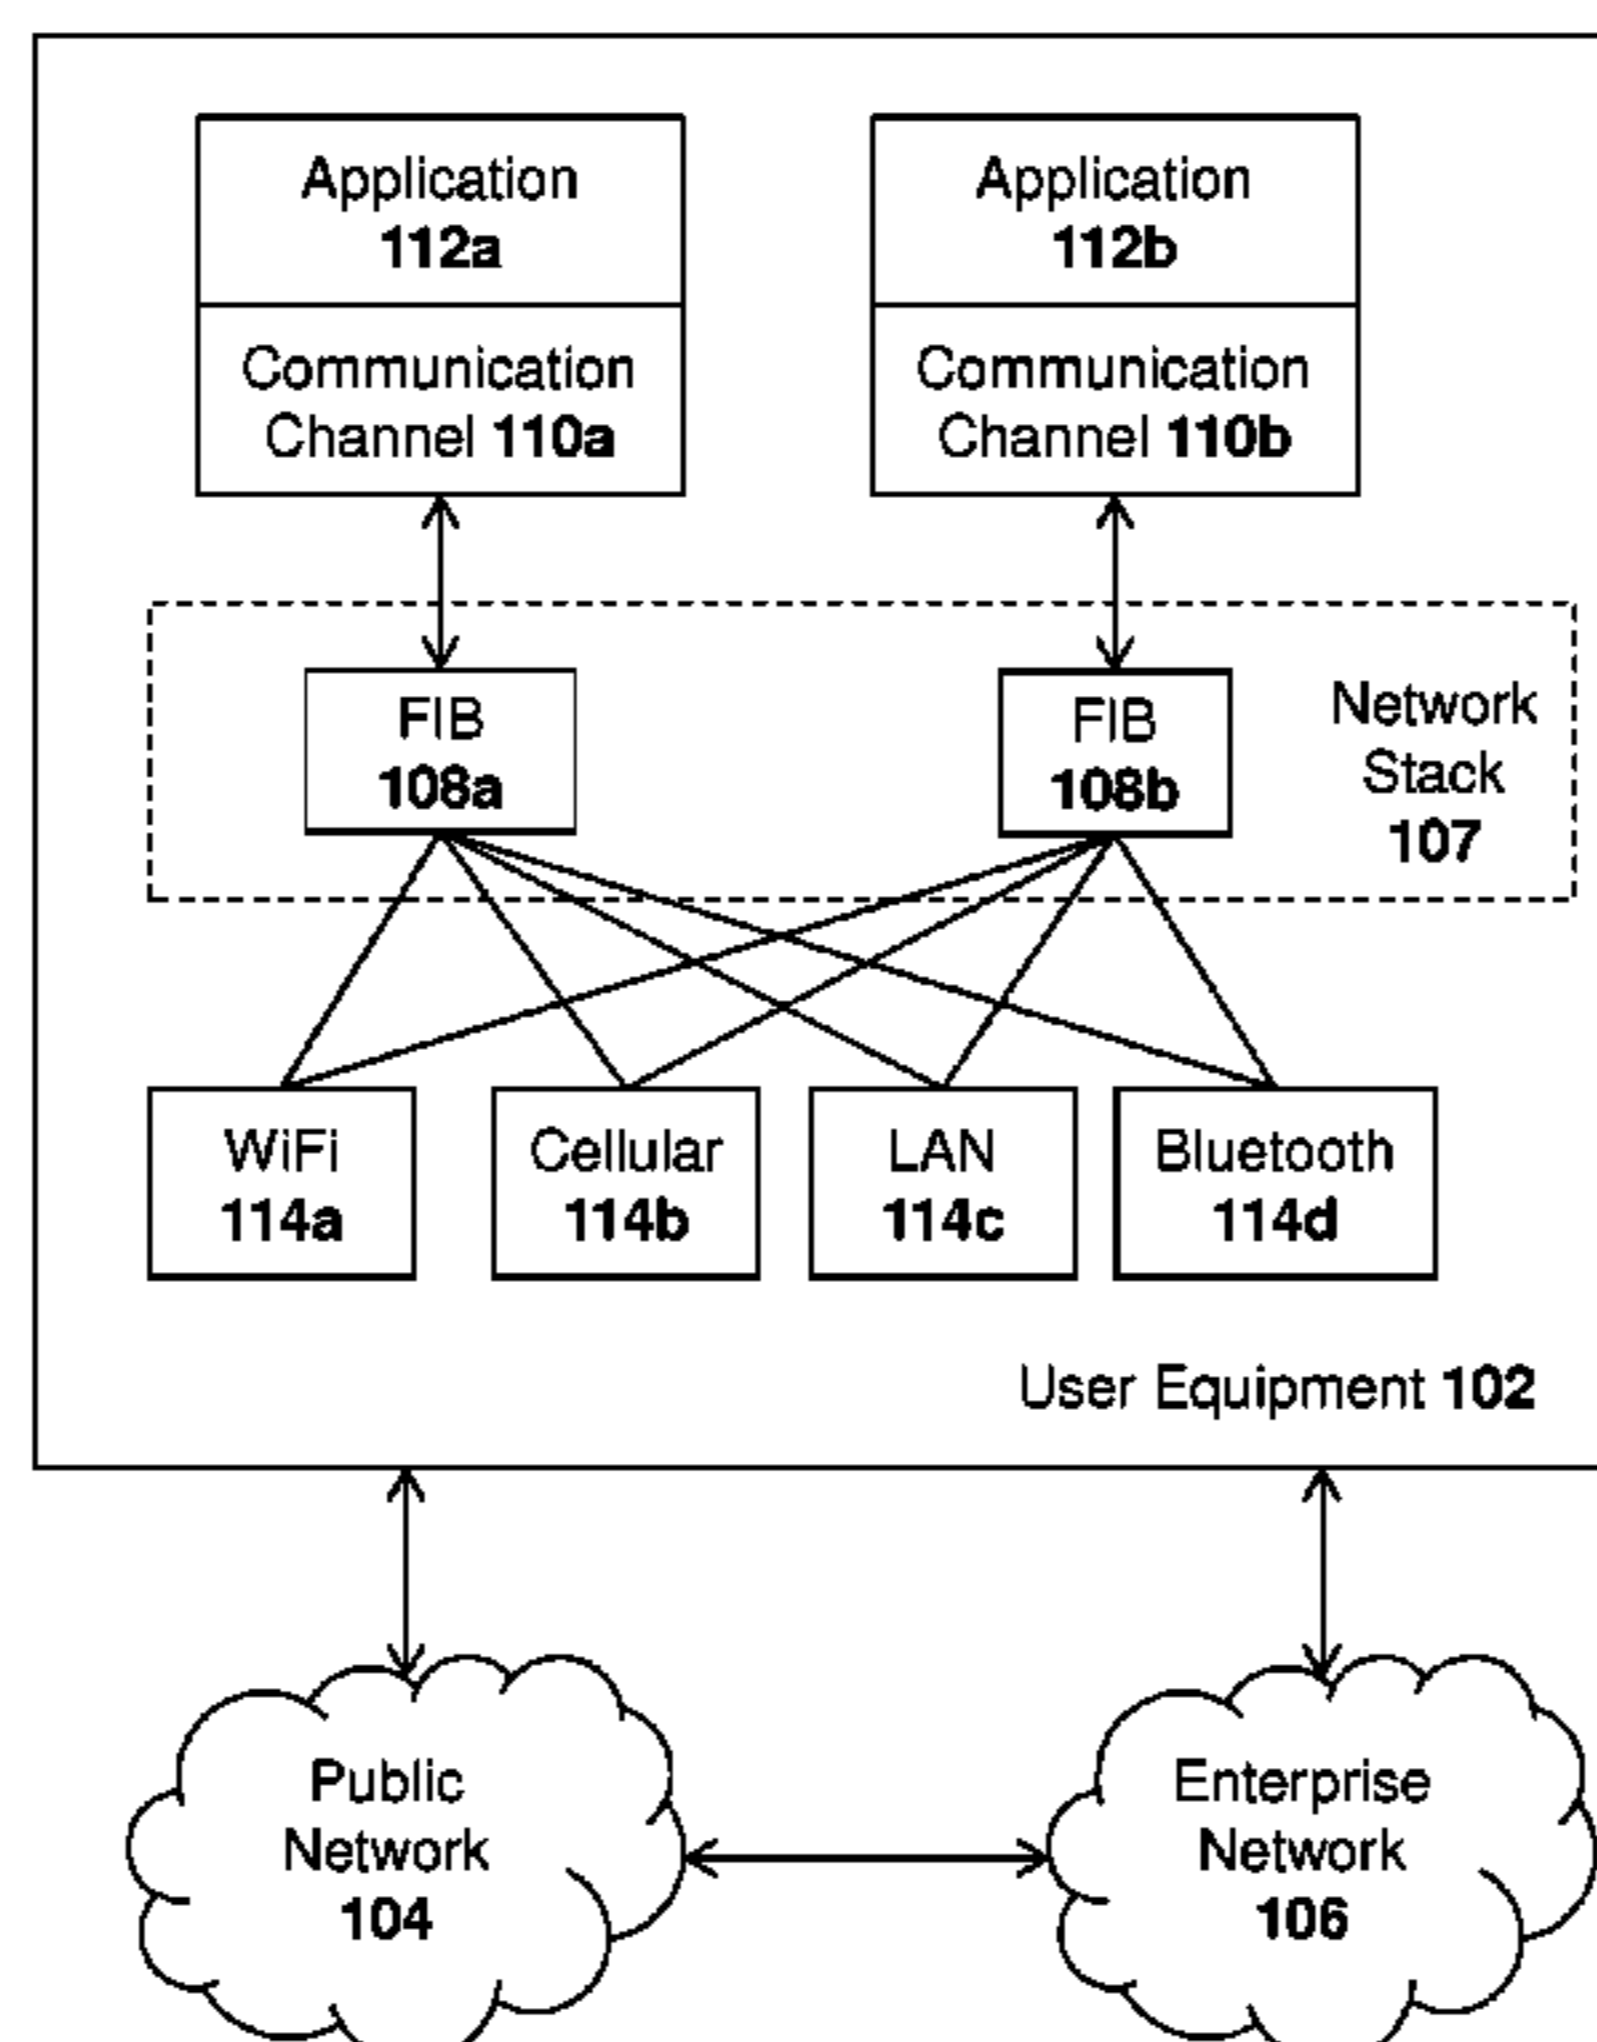 Application
112a
Communication
Channel 110a
Application
112b
Communication
Channel 110b
FIB
108a
FIB
108b
Network
Stack
107
WiFi
114a
Cellular
114b
LAN
114c
Bluetooth
114d
User Equipment 102
Public
Network
104
Enterprise
Network
106